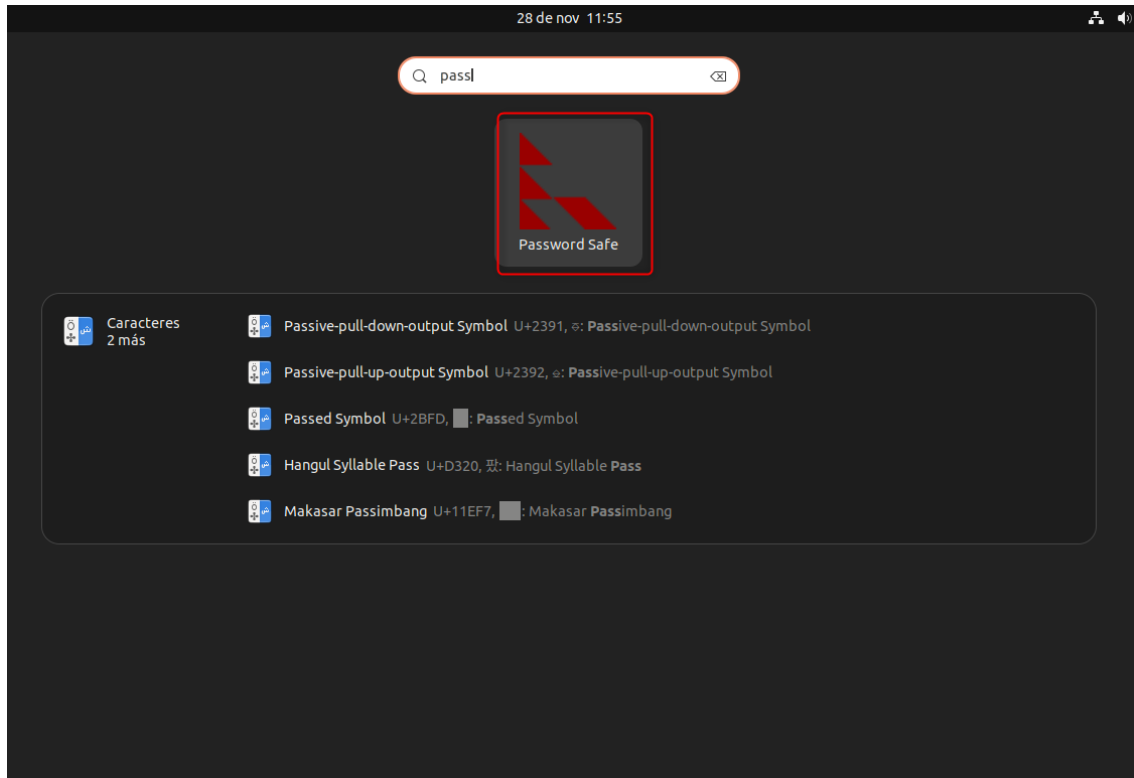 28 de nov 11:55
pass
Password Safe
Caracteres
2 más
Passive-pull-down-output Symbol U+2391, ⎑: Passive-pull-down-output Symbol
Passive-pull-up-output Symbol U+2392, ⎒: Passive-pull-up-output Symbol
Passed Symbol U+2BFD, : Passed Symbol
Hangul Syllable Pass U+D320, 팠: Hangul Syllable Pass
Makasar Passimbang U+11EF7, : Makasar Passimbang